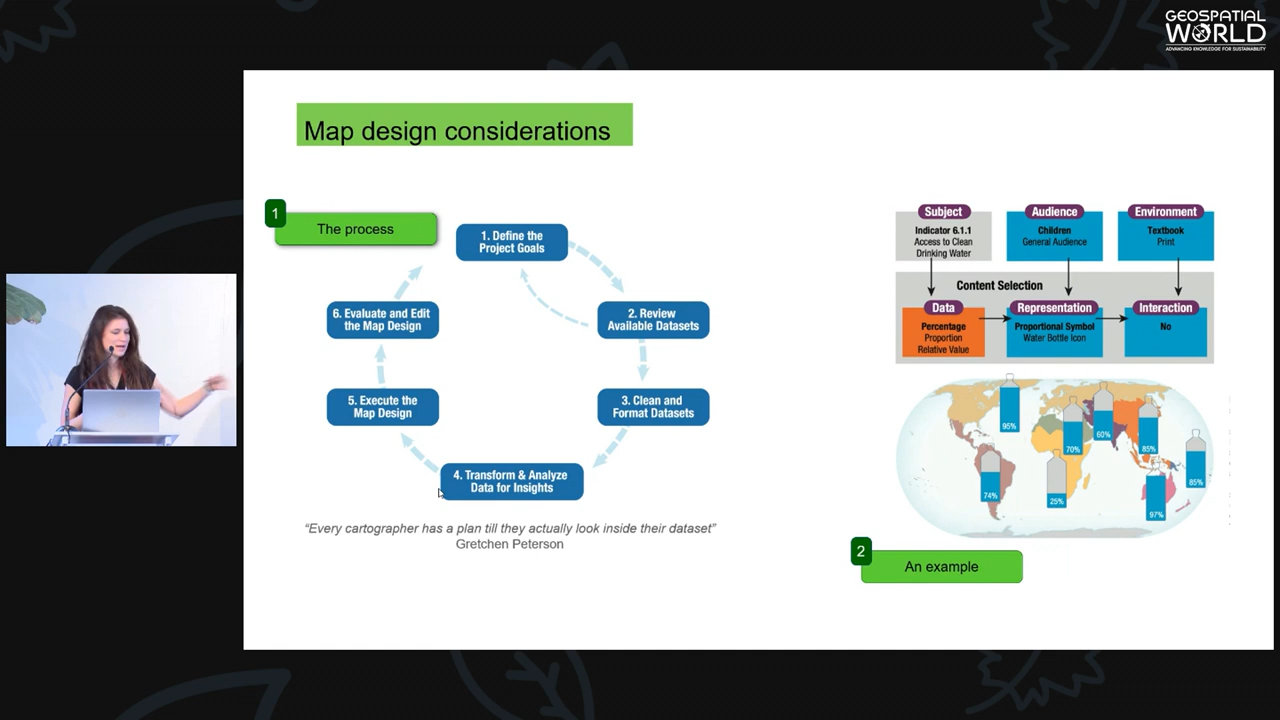 GEOSPATIAL
WORLD
ADVANCING KNOWLEDGE FOR SUSTAINABILITY
Map design considerations
1
The process
1. Define the
Project Goals
2. Review
Available Datasets
3. Clean and
Format Datasets
4. Transform & Analyze
Data for Insights
5. Execute the
Map Design
6. Evaluate and Edit
the Map Design
“Every cartographer has a plan till they actually look inside their dataset”
Gretchen Peterson
Subject
Indicator 6.1.1
Access to Clean
Drinking Water
Audience
Children
General Audience
Environment
Textbook
Print
Content Selection
Data
Percentage
Proportion
Relative Value
Representation
Proportional Symbol
Water Bottle Icon
Interaction
No
95%
70%
60%
85%
85%
74%
25%
97%
2
An example